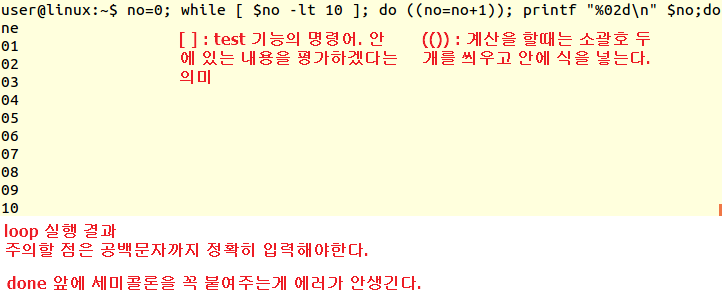 user@linux:~$ no=0; while [ $no -lt 10 ]; do ((no=no+1)); printf "%02d\n" $no;do
ne
01
02
03
04
05
06
07
08
09
10
[ ] : test 기능의 명령어. 안
에 있는 내용을 평가하겠다는
의미
(()) : 계산을 할때는 소괄호 두
개를 씌우고 안에 식을 넣는다.
loop 실행 결과
주의할 점은 공백문자까지 정확히 입력해야한다.
done 앞에 세미콜론을 꼭 붙여주는게 에러가 안생긴다.